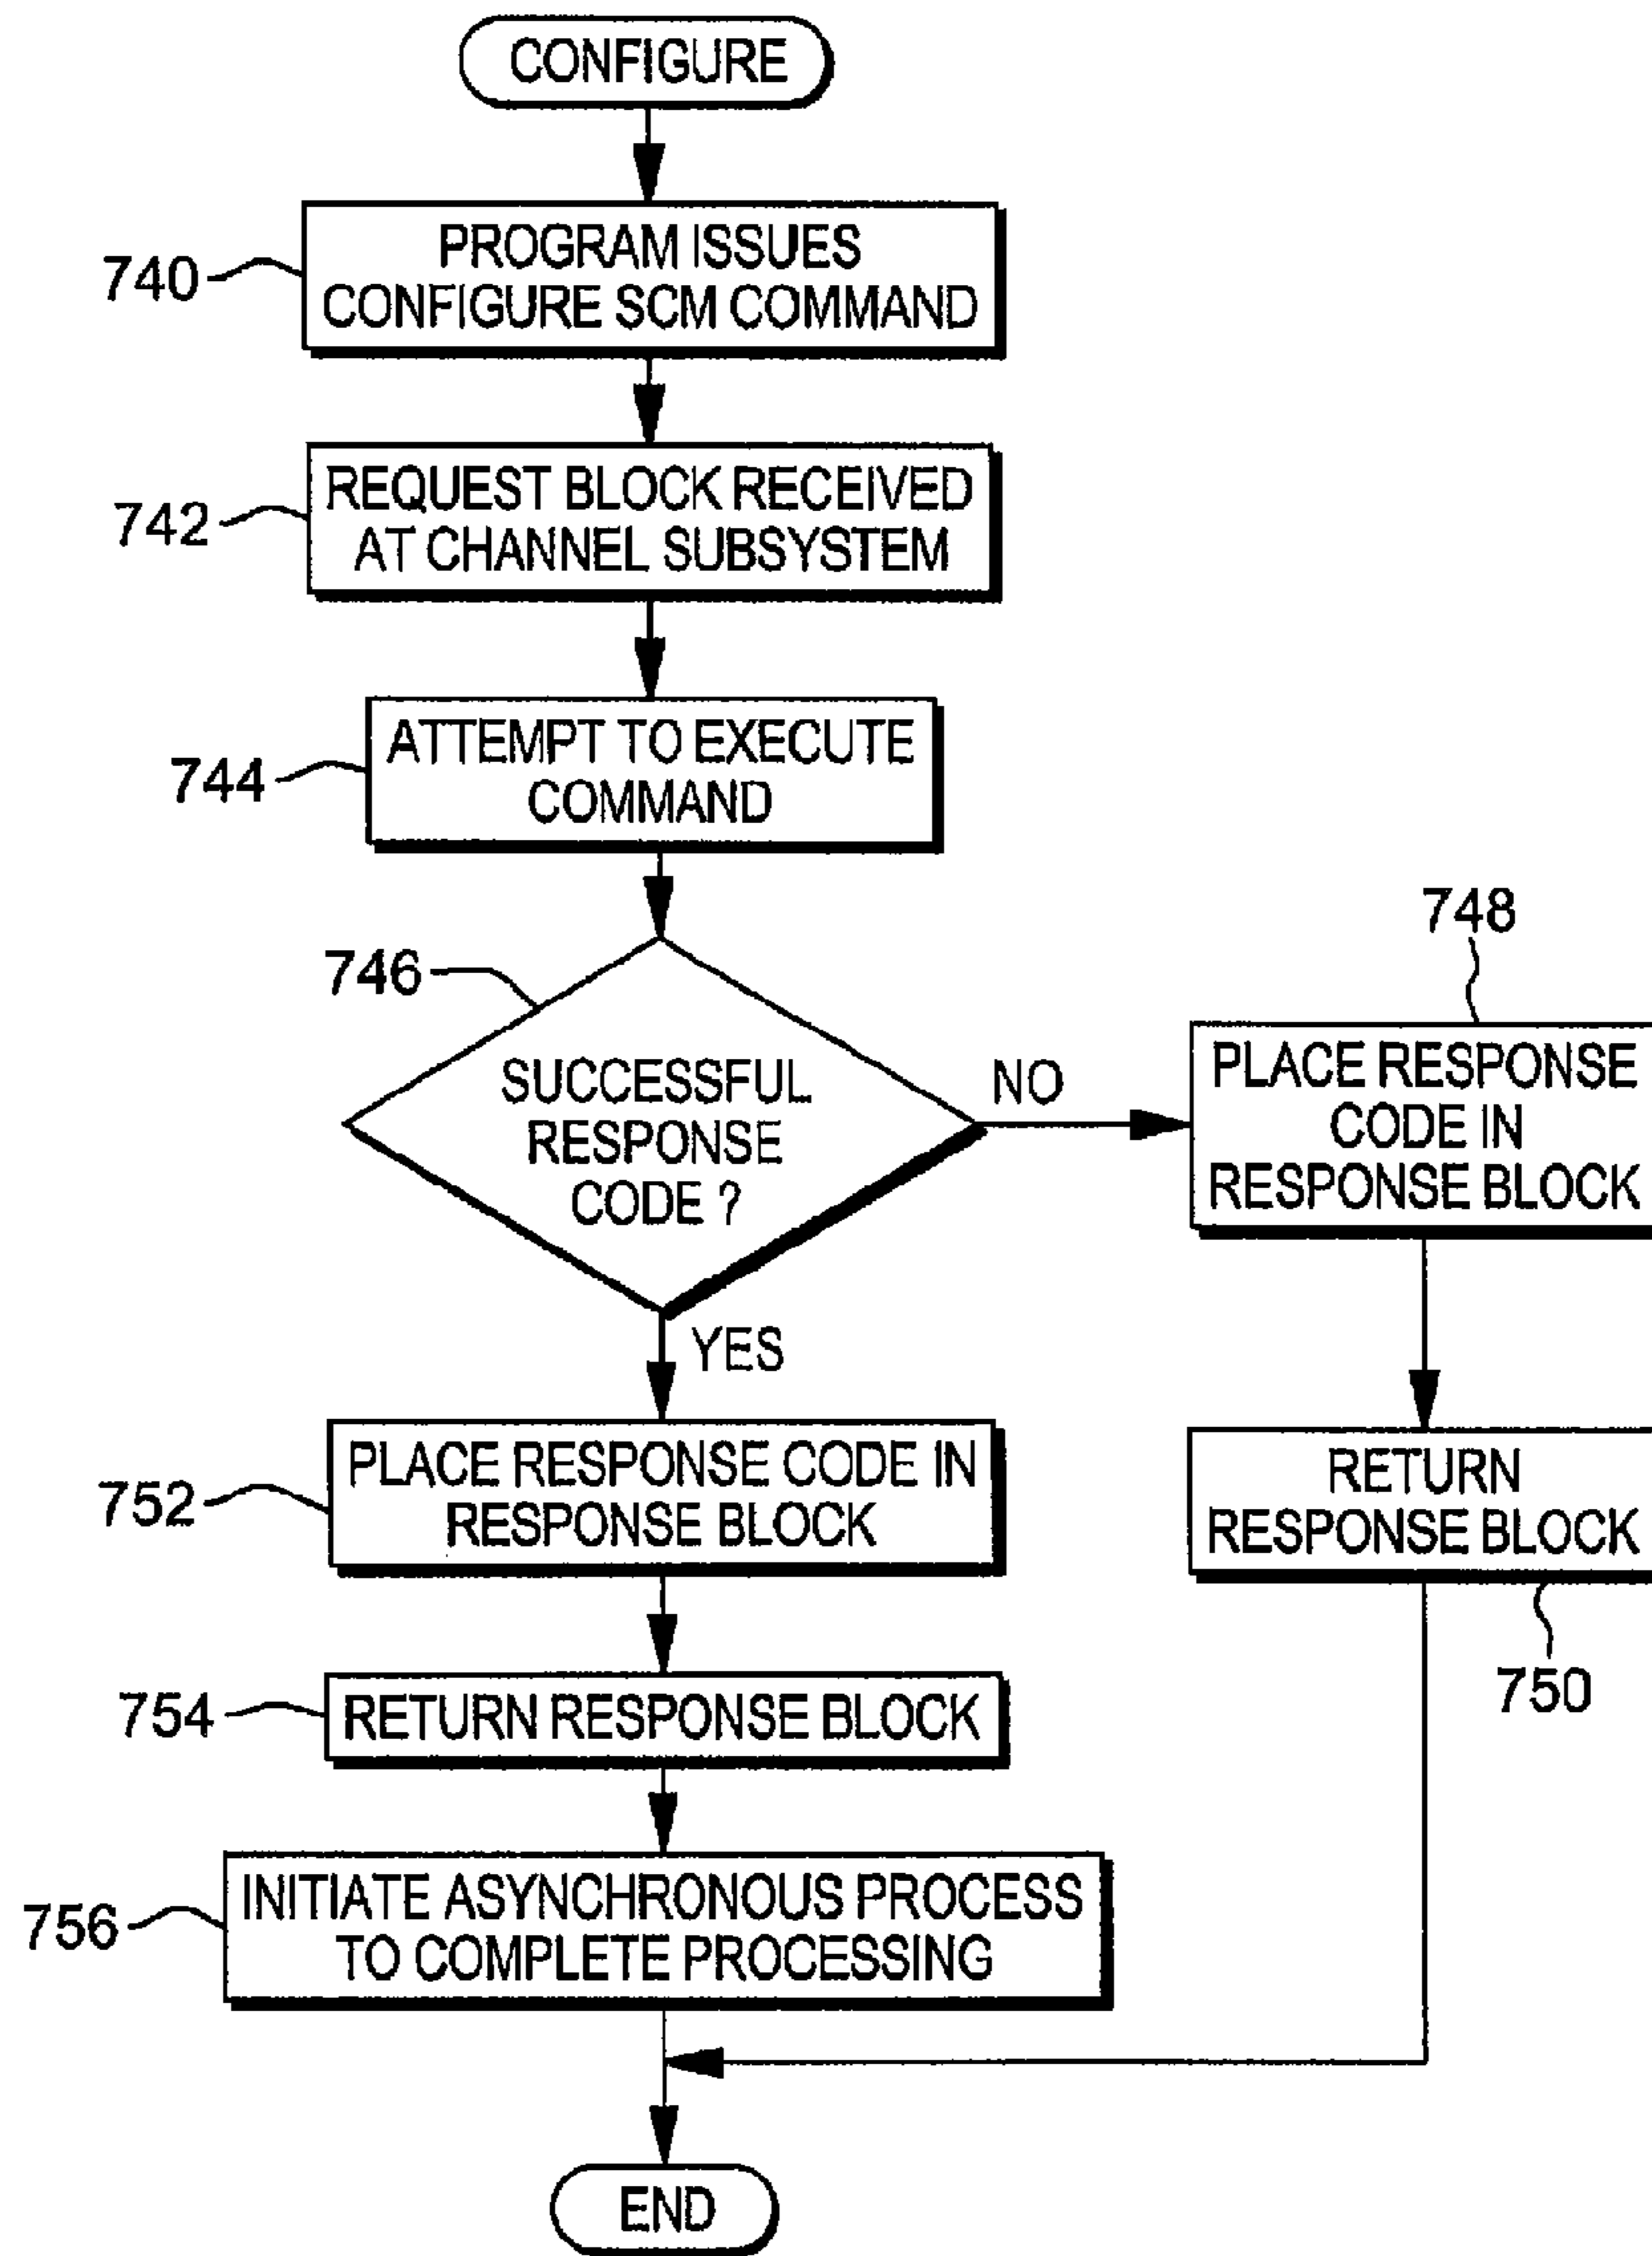 CONFIGURE
740
PROGRAM ISSUES
CONFIGURE SCM COMMAND
742
REQUEST BLOCK RECEIVED
AT CHANNEL SUBSYSTEM
744
ATTEMPT TO EXECUTE
COMMAND
746
SUCCESSFUL
RESPONSE
CODE ?
NO
748
PLACE RESPONSE
CODE IN
RESPONSE BLOCK
YES
752
PLACE RESPONSE CODE IN
RESPONSE BLOCK
RETURN
RESPONSE BLOCK
750
754
RETURN RESPONSE BLOCK
756
INITIATE ASYNCHRONOUS PROCESS
TO COMPLETE PROCESSING
END